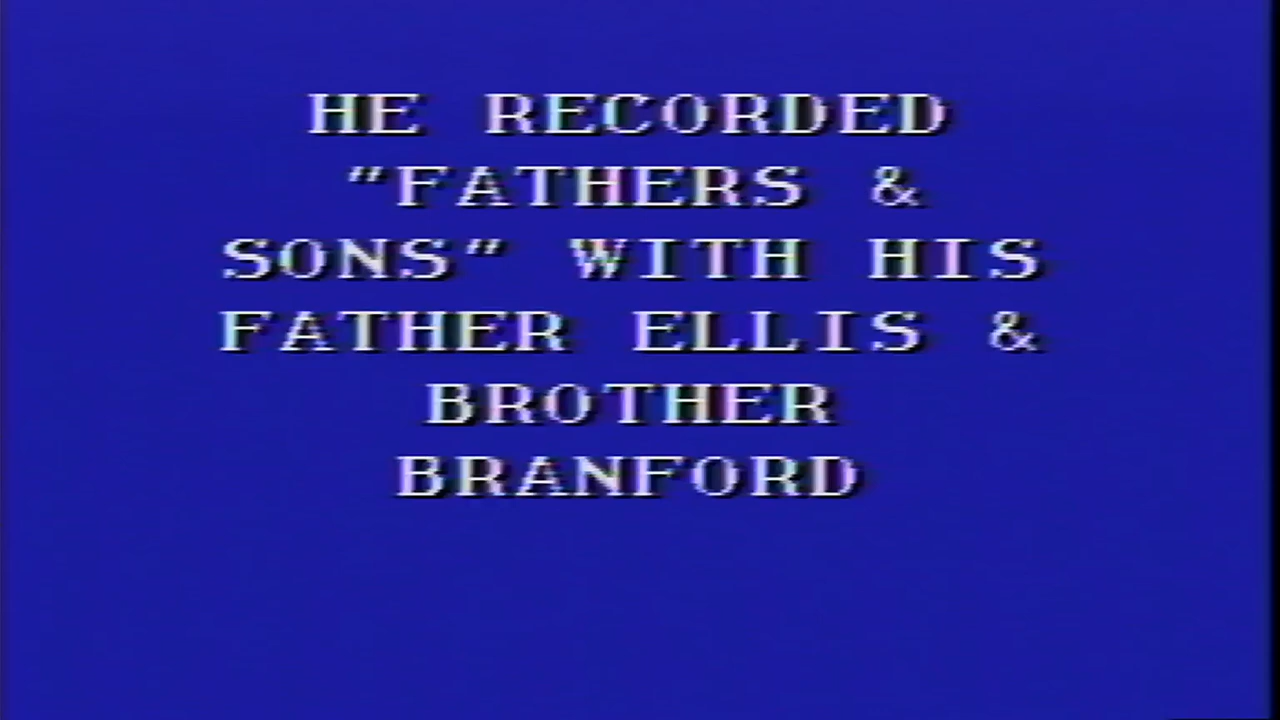 HE RECORDED
"FATHERS &
SONS" WITH HIS
FATHER ELLIS &
BROTHER
BRANFORD